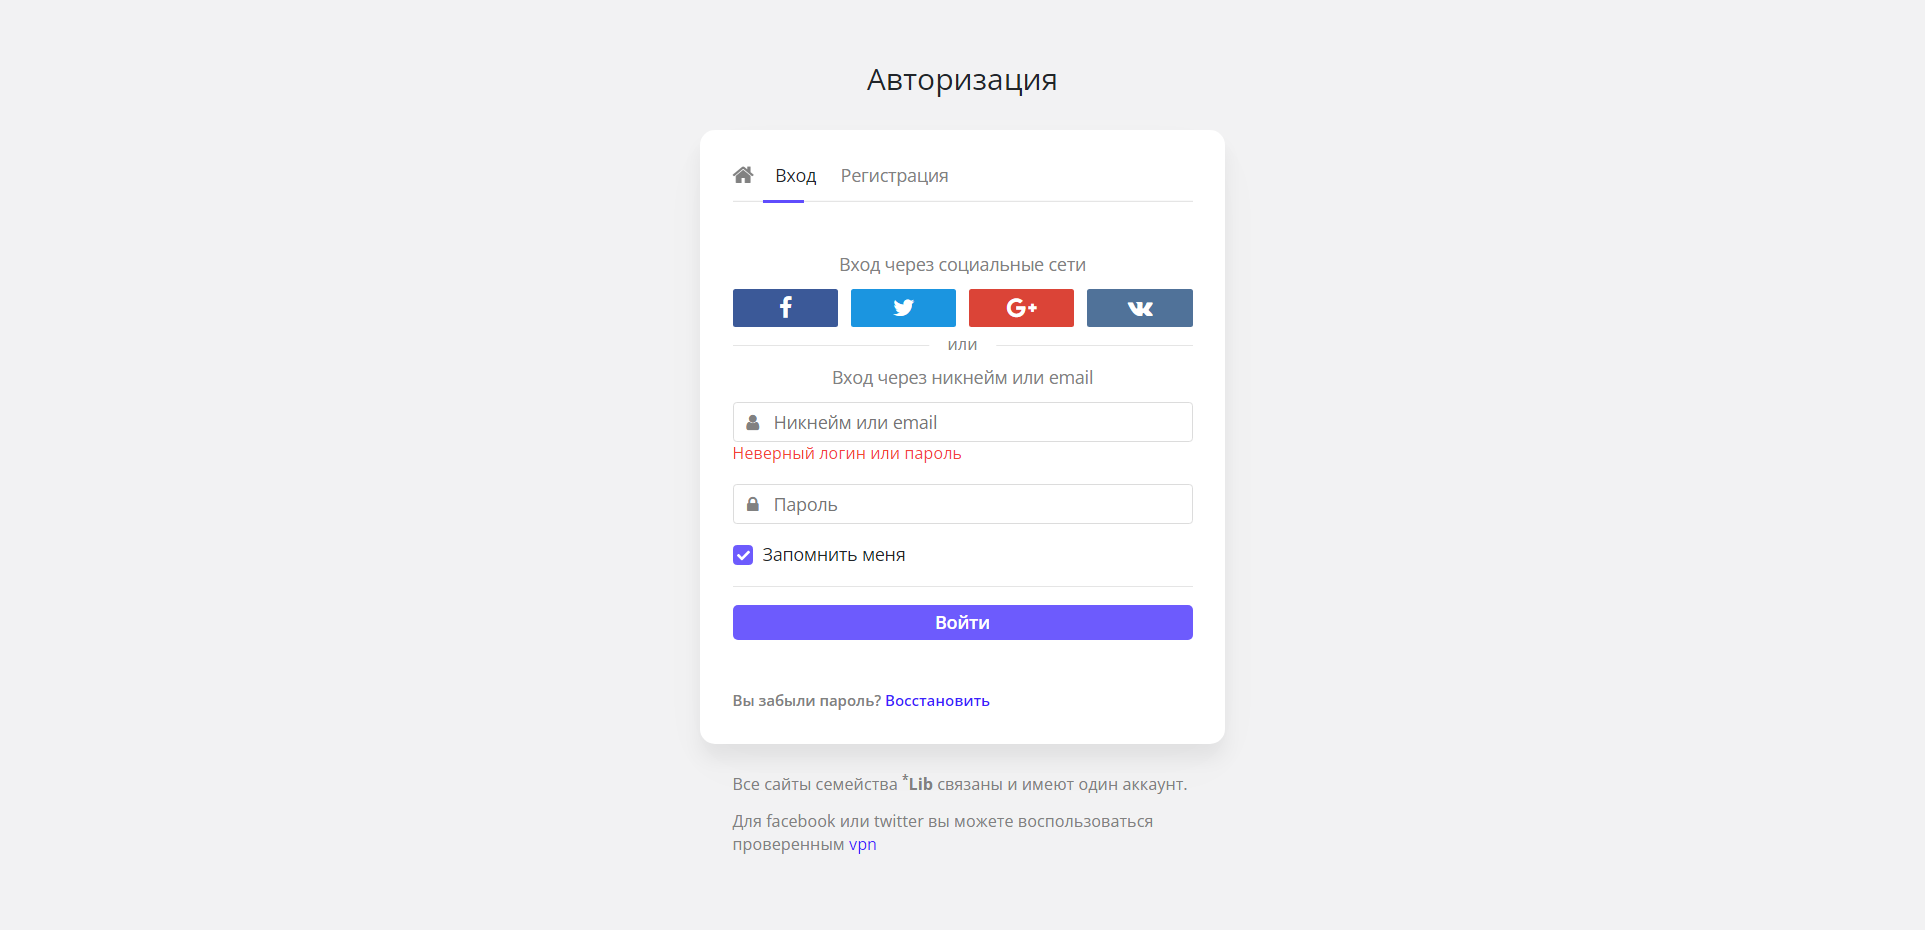 Авторизация
Вход Регистрация
Вход через социальные сети
или
Вход через никнейм или email
Никнейм или email
Неверный логин или пароль
Пароль
Запомнить меня
Войти
Вы забыли пароль? Восстановить
Все сайты семейства *Lib связаны и имеют один аккаунт.
Для facebook или twitter вы можете воспользоваться
проверенным vpn